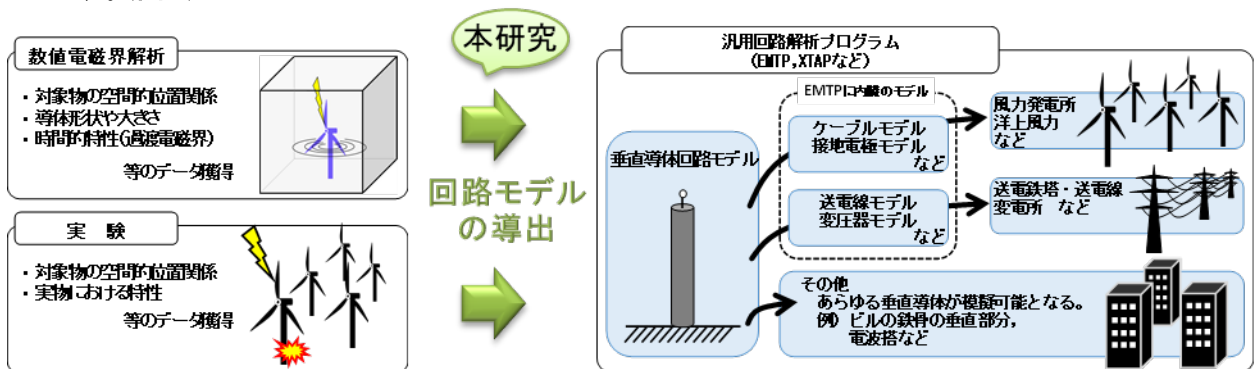 数値電磁界解析
・対象物の空間的位置関係
・導体形状や大きさ
・時間的特性(過渡電磁界)
等のデータ獲得
実 験
・対象物の空間的位置関係
・実物における特性
等のデータ獲得
本研究
回路モデル
の導出
汎用回路解析プログラム
(EMTP,XTAPなど)
垂直導体回路モデル
EMTPに内臓のモデル
ケーブルモデル
接地電極モデル
など
送電線モデル
変圧器モデル
など
風力発電所
洋上風力
など
送電鉄塔・送電線
変電所 など
その他
あらゆる垂直導体が模擬可能となる。
例) ビルの鉄骨の垂直部分,
電波塔など